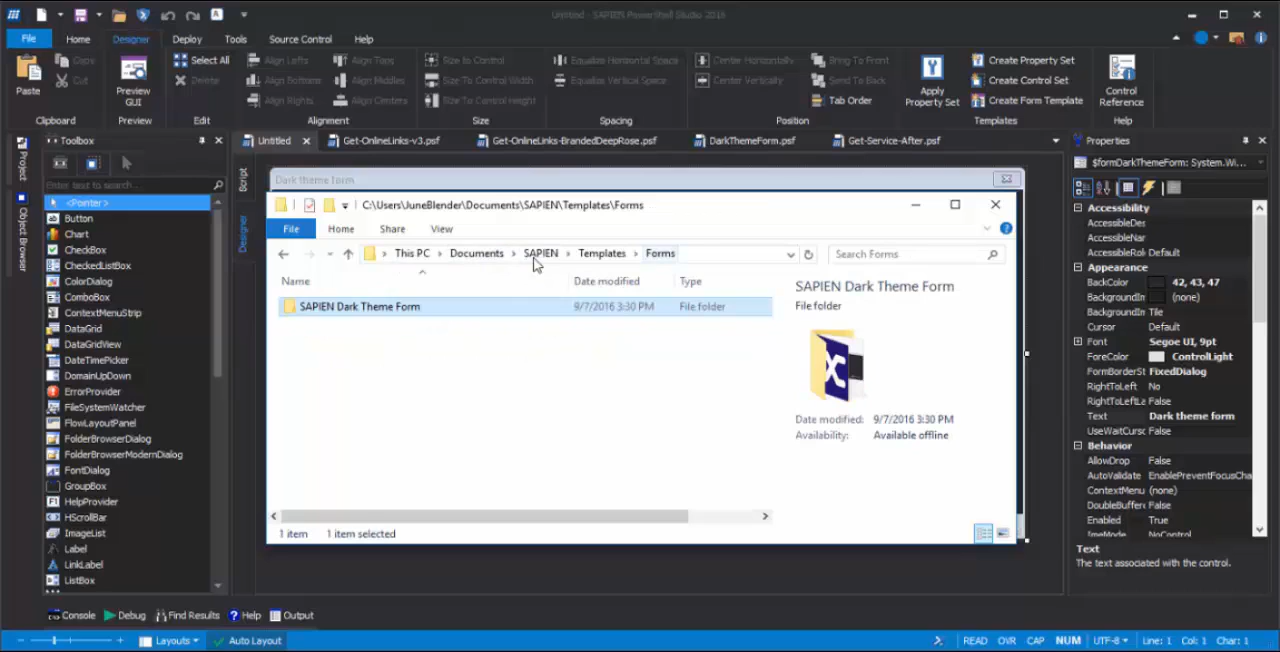 Untitled - SAPIEN PowerShell Studio 2016
File Home Designer Deploy Tools Source Control Help
Paste
Copy
Cut
Clipboard
Preview GUI
Preview
Select All
Delete
Edit
Align Lefts
Align Bottoms
Align Rights
Align Tops
Align Middles
Align Centers
Alignment
Size to Control
Size To Control Width
Size To Control Height
Size
Equalize Horizontal Space
Equalize Vertical Space
Spacing
Center Horizontally
Center Vertically
Bring To Front
Send To Back
Tab Order
Position
Apply Property Set
Create Property Set
Create Control Set
Create Form Template
Templates
Control Reference
Help
Project
Object Browser
Toolbox
Enter text to search...
<Pointer>
Button
Chart
CheckBox
CheckedListBox
ColorDialog
ComboBox
ContextMenuStrip
DataGrid
DataGridView
DateTimePicker
DomainUpDown
ErrorProvider
FileSystemWatcher
FlowLayoutPanel
FolderBrowserDialog
FolderBrowserModernDialog
FontDialog
GroupBox
HelpProvider
HScrollBar
ImageList
Label
LinkLabel
ListBox
Untitled Get-OnlineLinks-v3.psf Get-OnlineLinks-BrandedDeepRose.psf DarkThemeForm.psf Get-Service-After.psf
Script
Designer
Dark theme form
C:\Users\JuneBlender\Documents\SAPIEN\Templates\Forms
File Home Share View
This PC Documents SAPIEN Templates Forms
Search Forms
Name Date modified Type
SAPIEN Dark Theme Form 9/7/2016 3:30 PM File folder
SAPIEN Dark Theme Form
File folder
Date modified: 9/7/2016 3:30 PM
Availability: Available offline
1 item 1 item selected
Properties
$formDarkThemeForm: System.Wi...
Accessibility
AccessibleDes
AccessibleNar
AccessibleRol Default
Appearance
BackColor 42, 43, 47
BackgroundIm (none)
BackgroundIm Tile
Cursor Default
Font Segoe UI, 9pt
ForeColor ControlLight
FormBorderSt FixedDialog
RightToLeft No
RightToLeftLa False
Text Dark theme form
UseWaitCurso False
Behavior
AllowDrop False
AutoValidate EnablePreventFocusCha
ContextMenu (none)
DoubleBuffere False
Enabled True
ImeMode NoControl
Text
The text associated with the control.
Console Debug Find Results Help Output
Layouts Auto Layout
READ OVR CAP NUM UTF-8 Line: 1 Col: 1 Char: 1